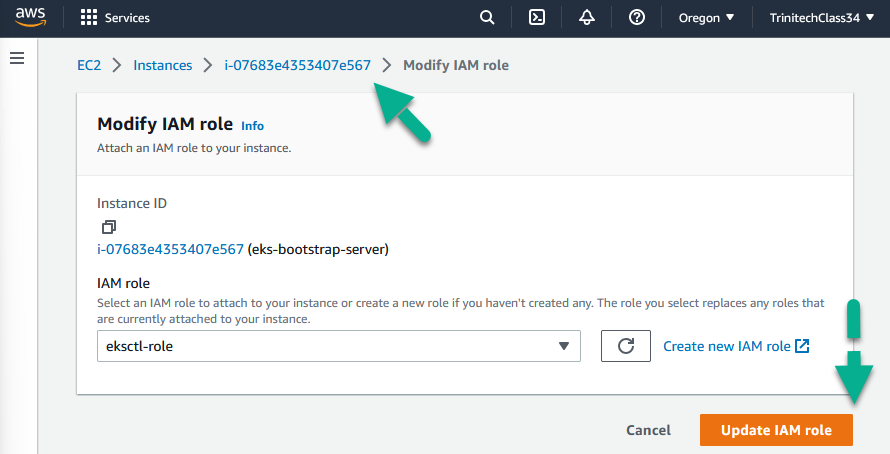 aws Services Oregon TrinitechClass34
EC2 Instances i-07683e4353407e567 Modify IAM role
Modify IAM role Info
Attach an IAM role to your instance.
Instance ID
i-07683e4353407e567 (eks-bootstrap-server)
IAM role
Select an IAM role to attach to your instance or create a new role if you haven't created any. The role you select replaces any roles that
are currently attached to your instance.
eksctl-role Create new IAM role
Cancel Update IAM role